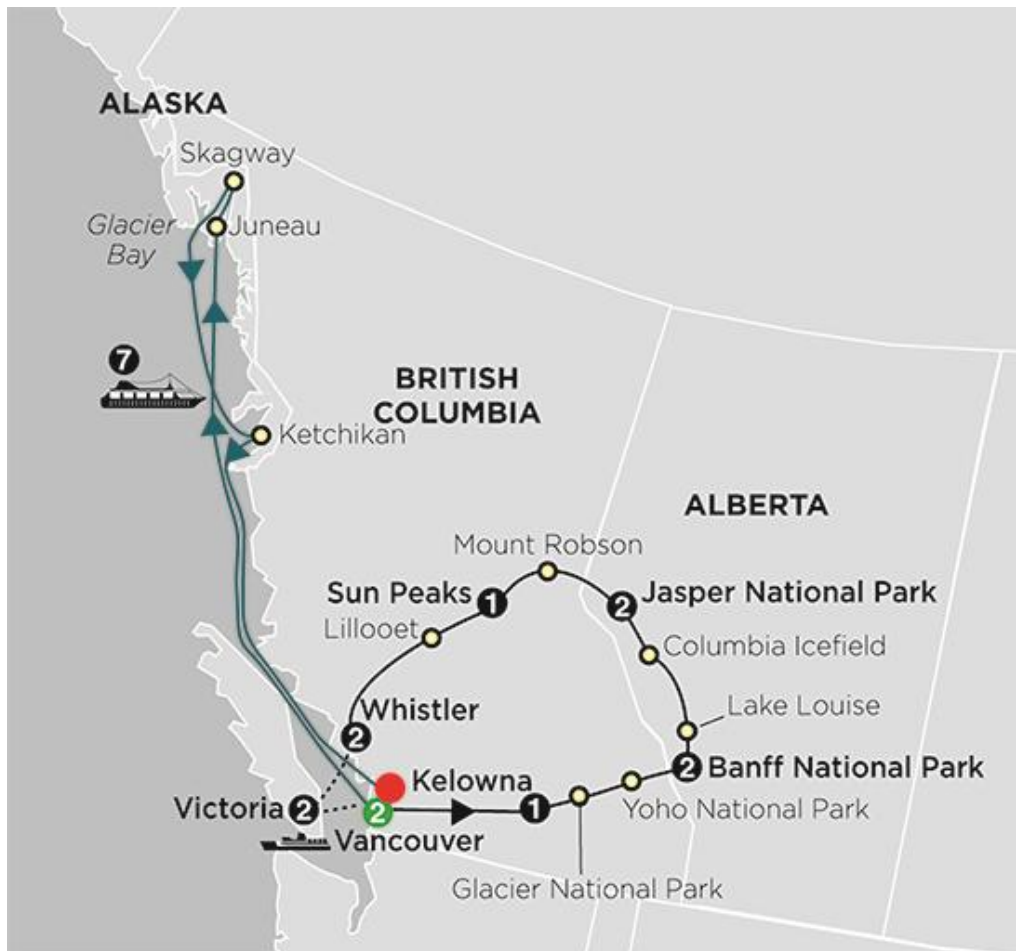 ALASKA
Skagway
Glacier
Bay
Juneau
7
BRITISH
COLUMBIA
Ketchikan
ALBERTA
Mount Robson
Sun Peaks 1
2 Jasper National Park
Lillooet
Columbia Icefield
Whistler
2
Lake Louise
2 Banff National Park
Kelowna
1
Yoho National Park
Victoria 2
2
Vancouver
Glacier National Park